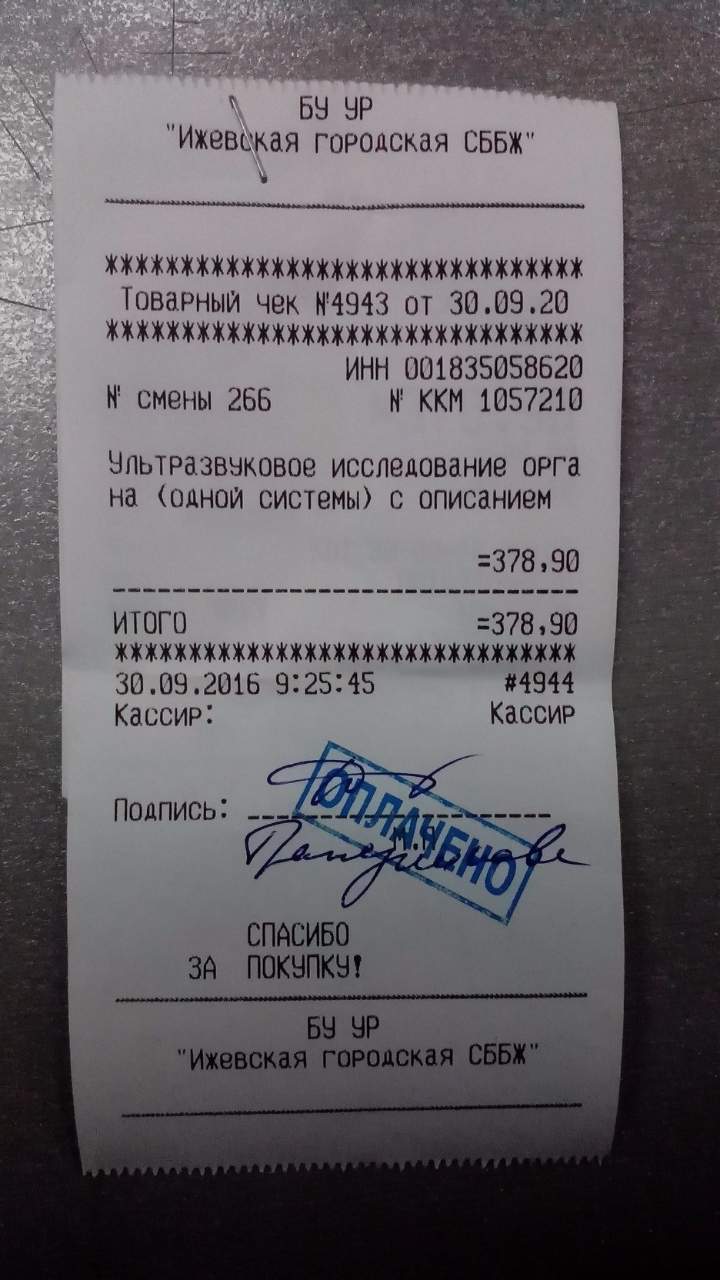 БУ УР
"Ижевская городская СББЖ"
*********************************
Товарный чек №4943 от 30.09.20
*********************************
ИНН 001835058620
№ смены 266 № ККМ 1057210
Ультразвуковое исследование орга
на (одной системы) с описанием
=378,90
--------------------------------
ИТОГО =378,90
*********************************
30.09.2016 9:25:45 #4944
Кассир: Кассир
Подпись:
М.П
ОПЛАЧЕНО
СПАСИБО
ЗА ПОКУПКУ!
БУ УР
"Ижевская городская СББЖ"